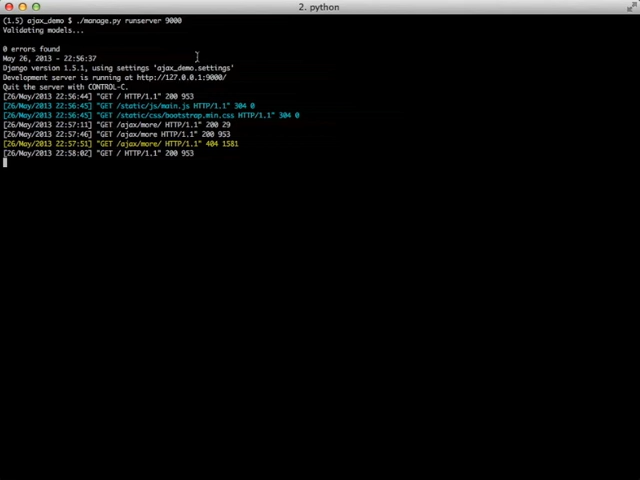 2. python
(1.5) ajax_demo $ ./manage.py runserver 9000
Validating models...
0 errors found
May 26, 2013 - 22:56:37
Django version 1.5.1, using settings 'ajax_demo.settings'
Development server is running at http://127.0.0.1:9000/
Quit the server with CONTROL-C.
[26/May/2013 22:56:44] "GET / HTTP/1.1" 200 953
[26/May/2013 22:56:45] "GET /static/js/main.js HTTP/1.1" 304 0
[26/May/2013 22:56:45] "GET /static/css/bootstrap.min.css HTTP/1.1" 304 0
[26/May/2013 22:57:11] "GET /ajax/more/ HTTP/1.1" 200 29
[26/May/2013 22:57:46] "GET /ajax/more HTTP/1.1" 200 953
[26/May/2013 22:57:51] "GET /ajax/more/ HTTP/1.1" 404 1581
[26/May/2013 22:58:02] "GET / HTTP/1.1" 200 953